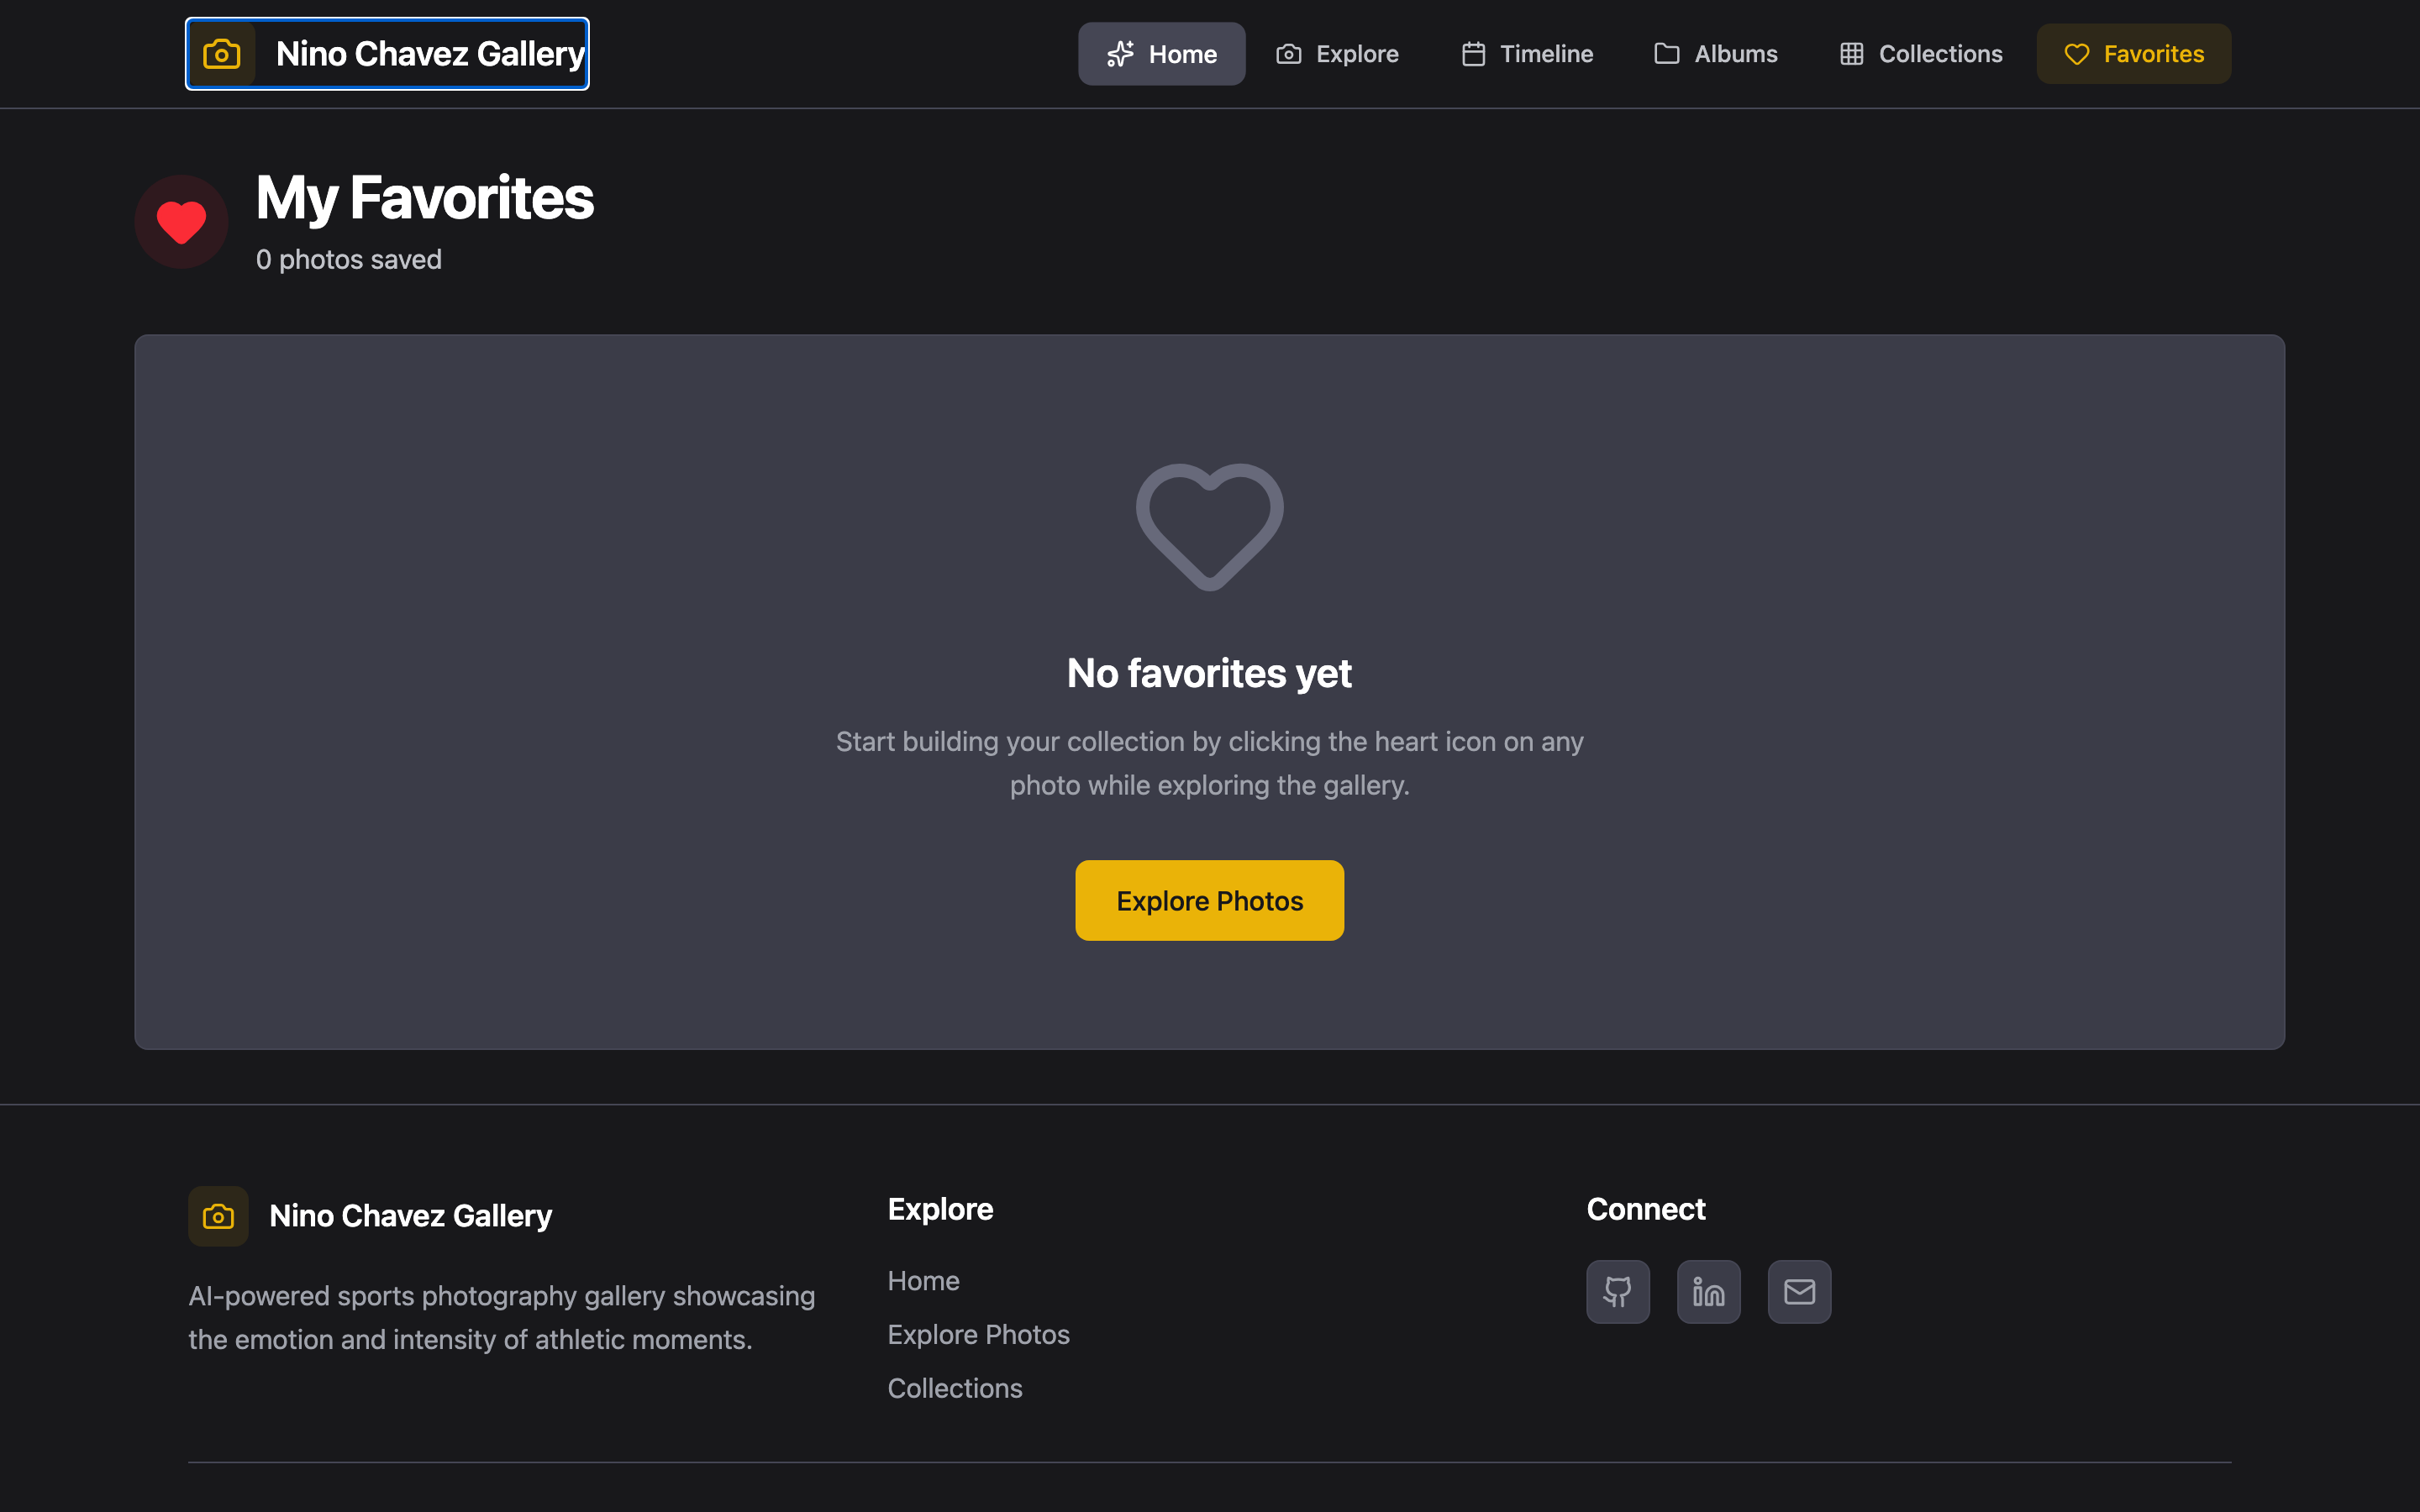 Nino Chavez Gallery
Home
Explore
Timeline
Albums
Collections
Favorites
My Favorites
0 photos saved
No favorites yet
Start building your collection by clicking the heart icon on any
photo while exploring the gallery.
Explore Photos
Nino Chavez Gallery
AI-powered sports photography gallery showcasing
the emotion and intensity of athletic moments.
Explore
Home
Explore Photos
Collections
Connect